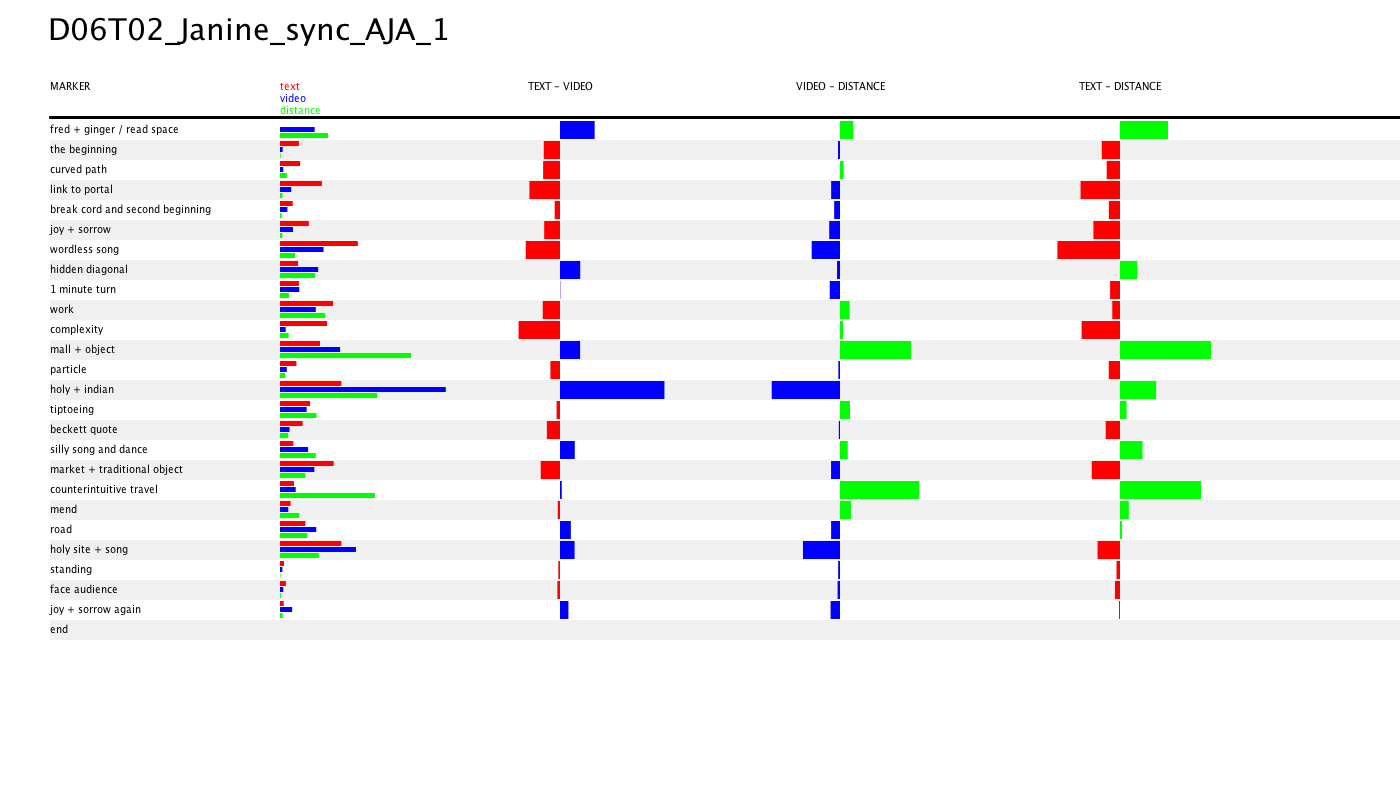 D06T02_Janine_sync_AJA_1
MARKER
text
video
distance
TEXT – VIDEO
VIDEO – DISTANCE
TEXT – DISTANCE
fred + ginger / read space
the beginning
curved path
link to portal
break cord and second beginning
joy + sorrow
wordless song
hidden diagonal
1 minute turn
work
complexity
mall + object
particle
holy + indian
tiptoeing
beckett quote
silly song and dance
market + traditional object
counterintuitive travel
mend
road
holy site + song
standing
face audience
joy + sorrow again
end